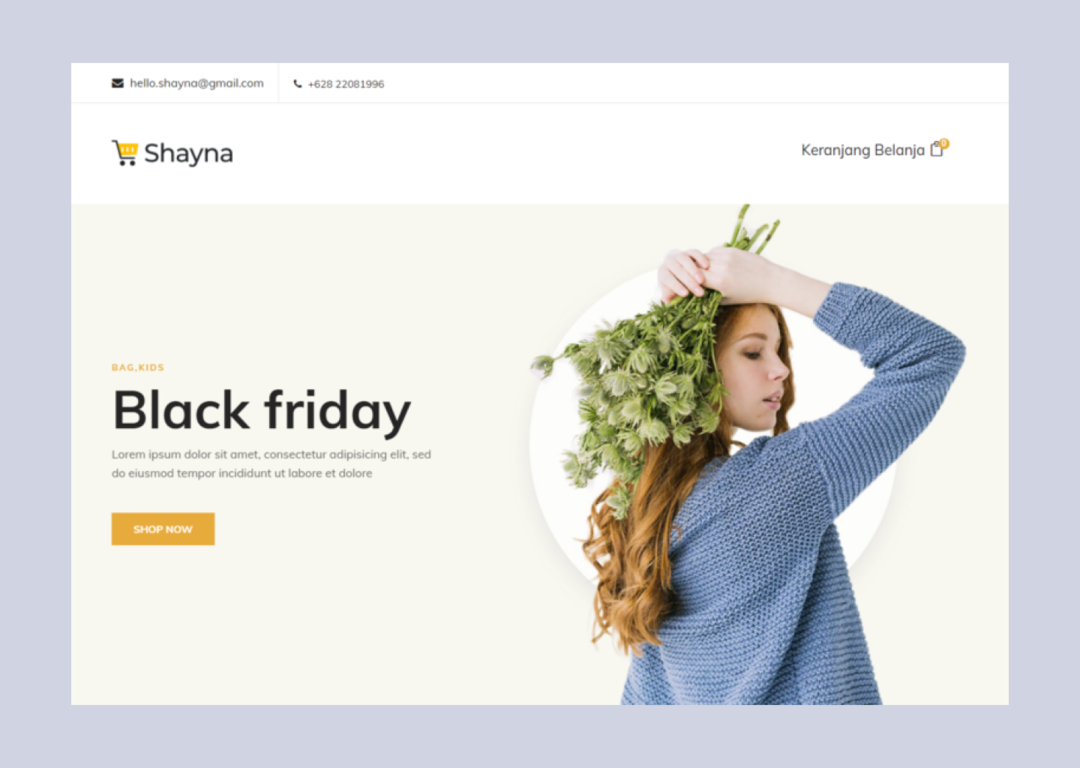 hello.shayna@gmail.com
+628 22081996
Shayna
Keranjang Belanja 0
BAG,KIDS
Black friday
Lorem ipsum dolor sit amet, consectetur adipisicing elit, sed
do eiusmod tempor incididunt ut labore et dolore
SHOP NOW